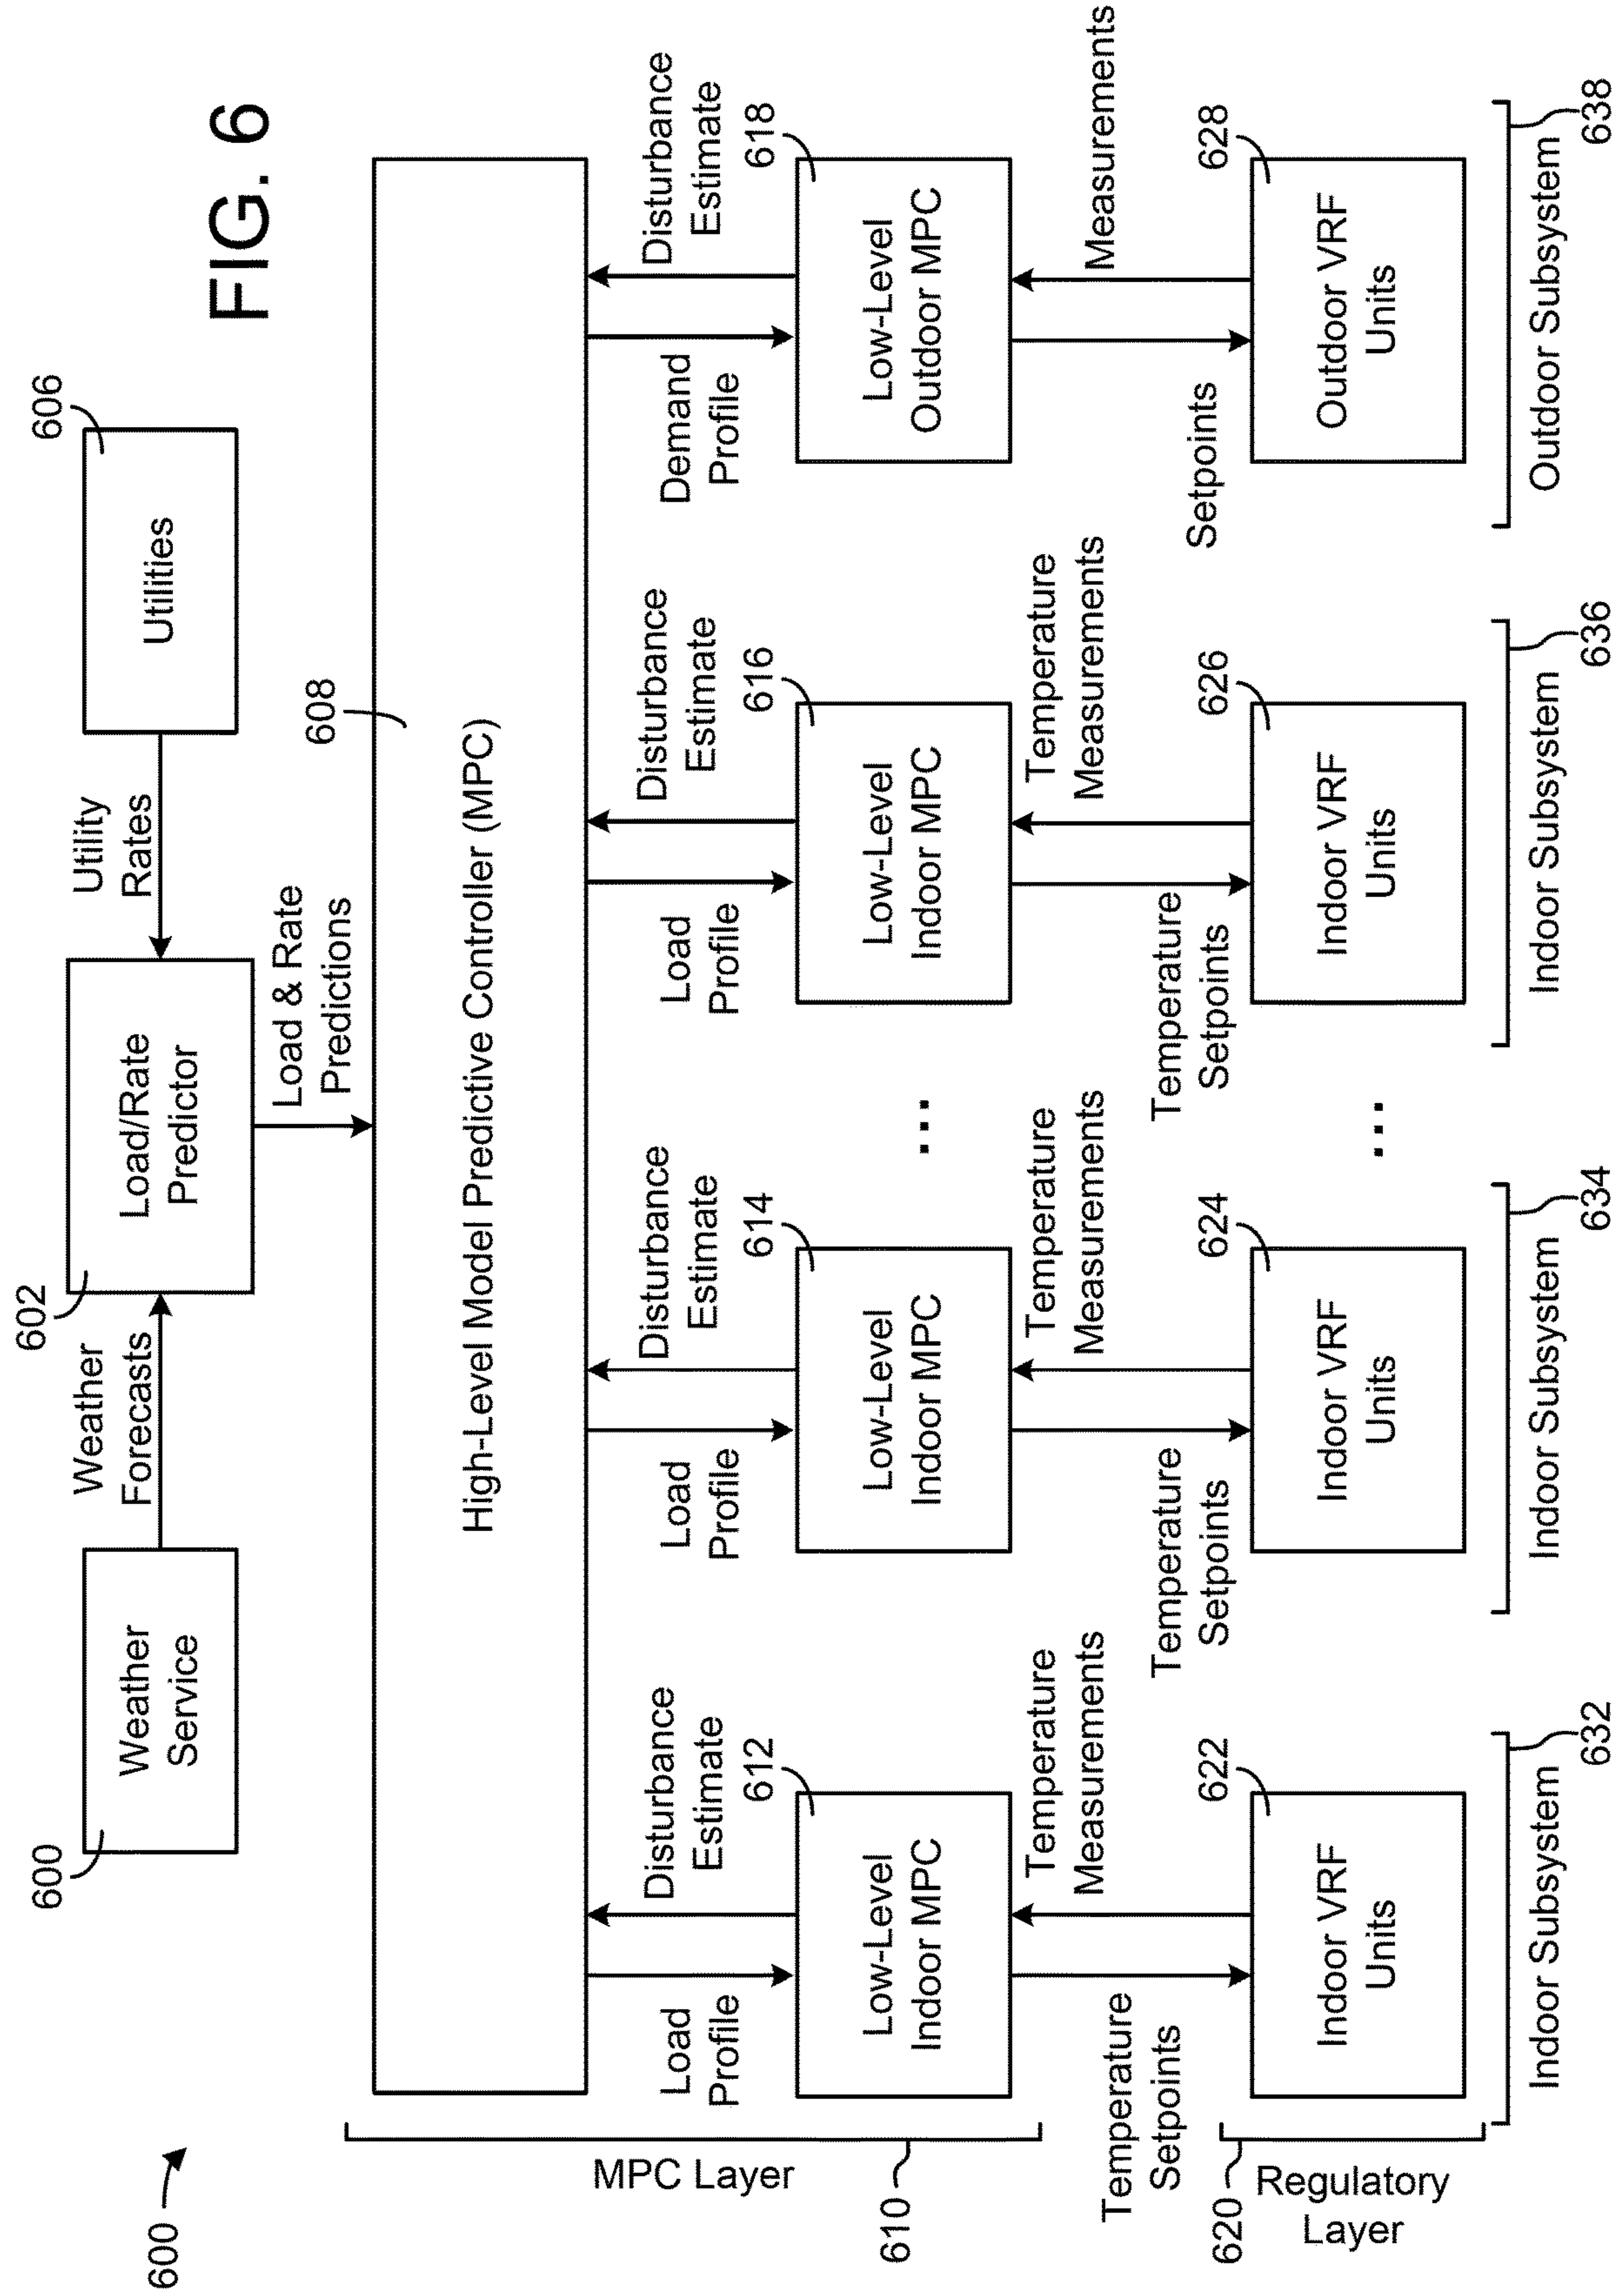 600
FIG. 6
600
Weather
Service
Weather
Forecasts
602
Load/Rate
Predictor
Utility
Rates
606
Utilities
Load & Rate
Predictions
608
High-Level Model Predictive Controller (MPC)
MPC Layer
610
Load
Profile
Disturbance
Estimate
Load
Profile
Disturbance
Estimate
Load
Profile
Disturbance
Estimate
Demand
Profile
Disturbance
Estimate
612
Low-Level
Indoor MPC
614
Low-Level
Indoor MPC
...
616
Low-Level
Indoor MPC
618
Low-Level
Outdoor MPC
Temperature
Setpoints
Temperature
Measurements
Temperature
Setpoints
Temperature
Measurements
Temperature
Setpoints
Temperature
Measurements
Setpoints
Measurements
620
Regulatory
Layer
622
Indoor VRF
Units
624
Indoor VRF
Units
...
626
Indoor VRF
Units
628
Outdoor VRF
Units
Indoor Subsystem
632
Indoor Subsystem
634
Indoor Subsystem
636
Outdoor Subsystem
638